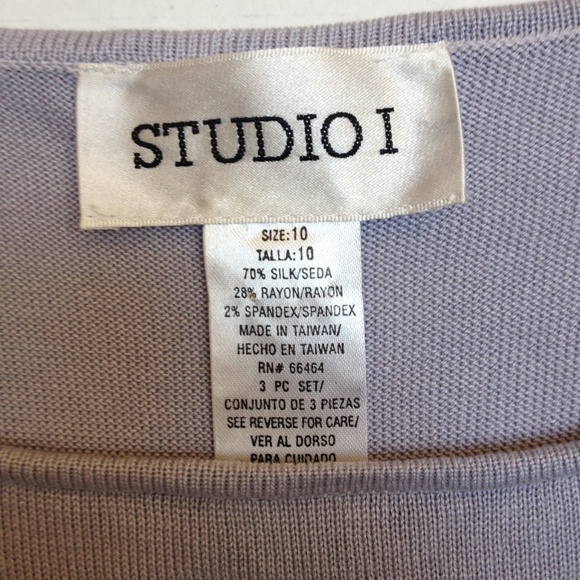 STUDIO I
SIZE:10
TALLA:10
70% SILK/SEDA
28% RAYON/RAYON
2% SPANDEX/SPANDEX
MADE IN TAIWAN/
HECHO EN TAIWAN
RN# 66464
3 PC SET/
CONJUNTO DE 3 PIEZAS
SEE REVERSE FOR CARE/
VER AL DORSO
PARA CUIDADO